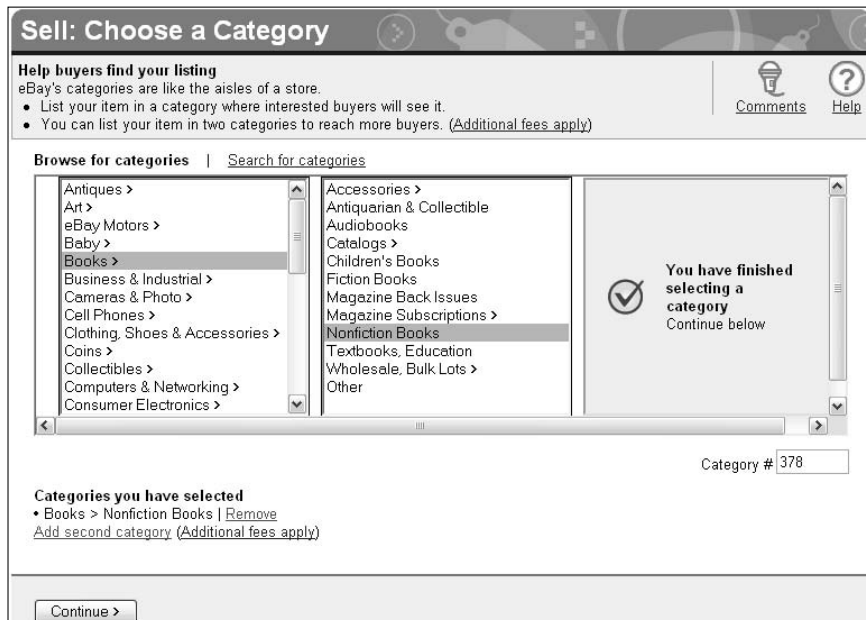 Sell: Choose a Category
Help buyers find your listing
eBay's categories are like the aisles of a store.
• List your item in a category where interested buyers will see it.
• You can list your item in two categories to reach more buyers. (Additional fees apply)
Comments
Help
Browse for categories | Search for categories
Antiques >
Art >
eBay Motors >
Baby >
Books >
Business & Industrial >
Cameras & Photo >
Cell Phones >
Clothing, Shoes & Accessories >
Coins >
Collectibles >
Computers & Networking >
Consumer Electronics >
Accessories >
Antiquarian & Collectible
Audiobooks
Catalogs >
Children's Books
Fiction Books
Magazine Back Issues
Magazine Subscriptions >
Nonfiction Books
Textbooks, Education
Wholesale, Bulk Lots >
Other
You have finished
selecting a
category
Continue below
Category # 378
Categories you have selected
• Books > Nonfiction Books | Remove
Add second category (Additional fees apply)
Continue >